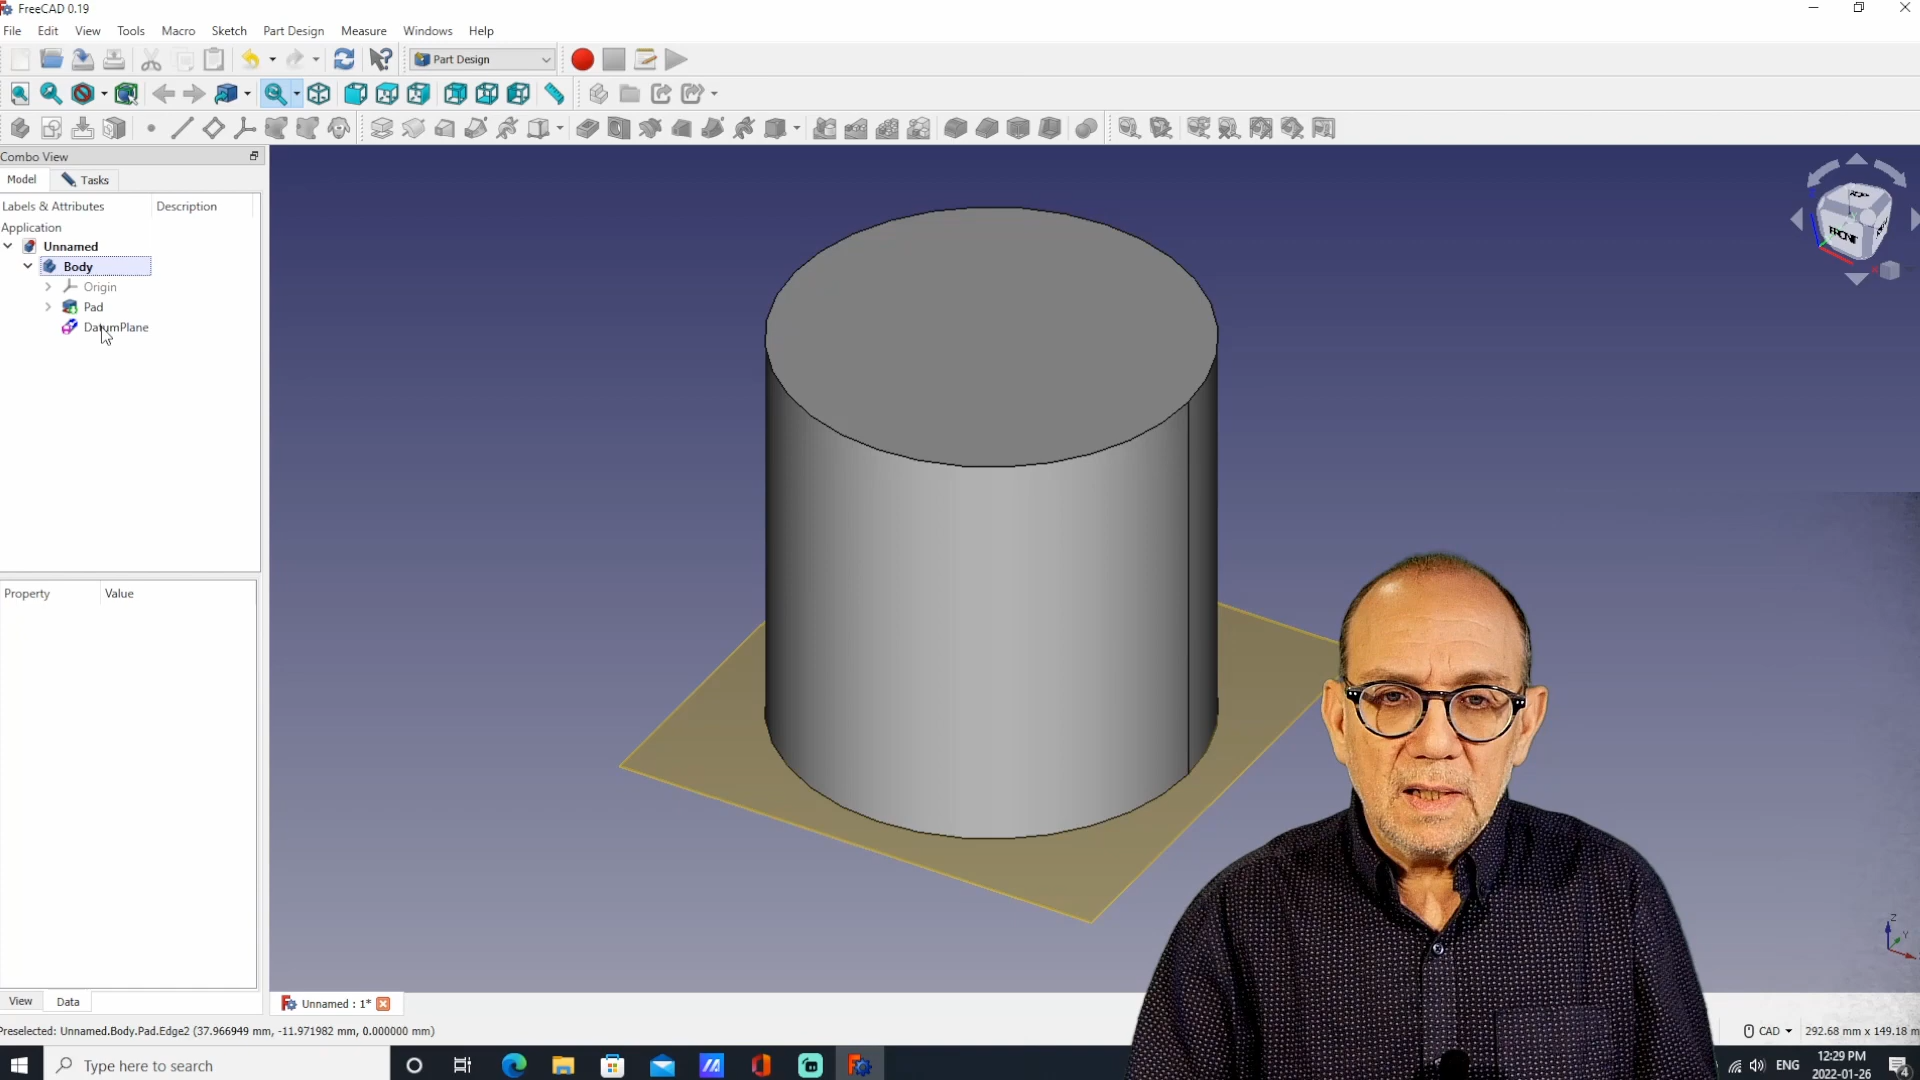 FreeCAD 0.19
File Edit View Tools Macro Sketch Part Design Measure Windows Help
Part Design
Combo View
Model Tasks
Labels & Attributes Description
Application
Unnamed
Body
Origin
Pad
DatumPlane
Property Value
View Data
Unnamed : 1*
Preselected: Unnamed.Body.Pad.Edge2 (37.966949 mm, -11.971982 mm, 0.000000 mm)
CAD 292.68 mm x 149.18 m
FRONT
Z
Y
Type here to search
ENG
12:29 PM
2022-01-26
4